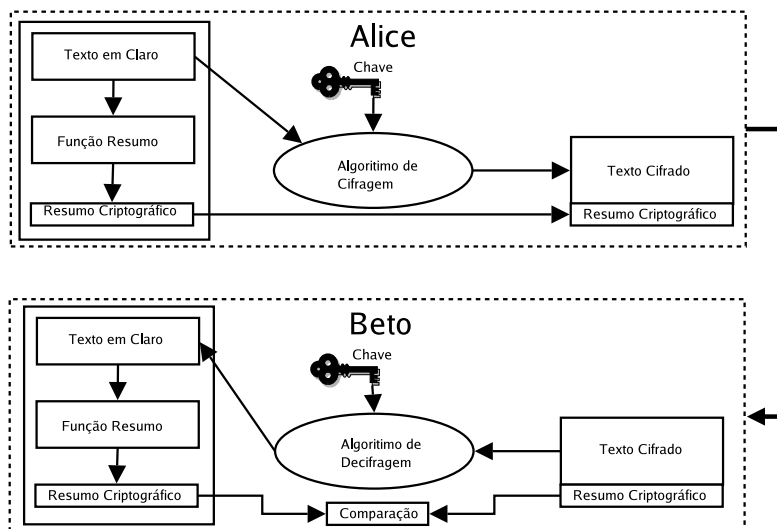 Alice
Texto em Claro
Chave
Função Resumo
Algoritimo de
Cifragem
Texto Cifrado
Resumo Criptográfico
Resumo Criptográfico
Beto
Texto em Claro
Chave
Função Resumo
Algoritimo de
Decifragem
Texto Cifrado
Resumo Criptográfico
Resumo Criptográfico
Comparação